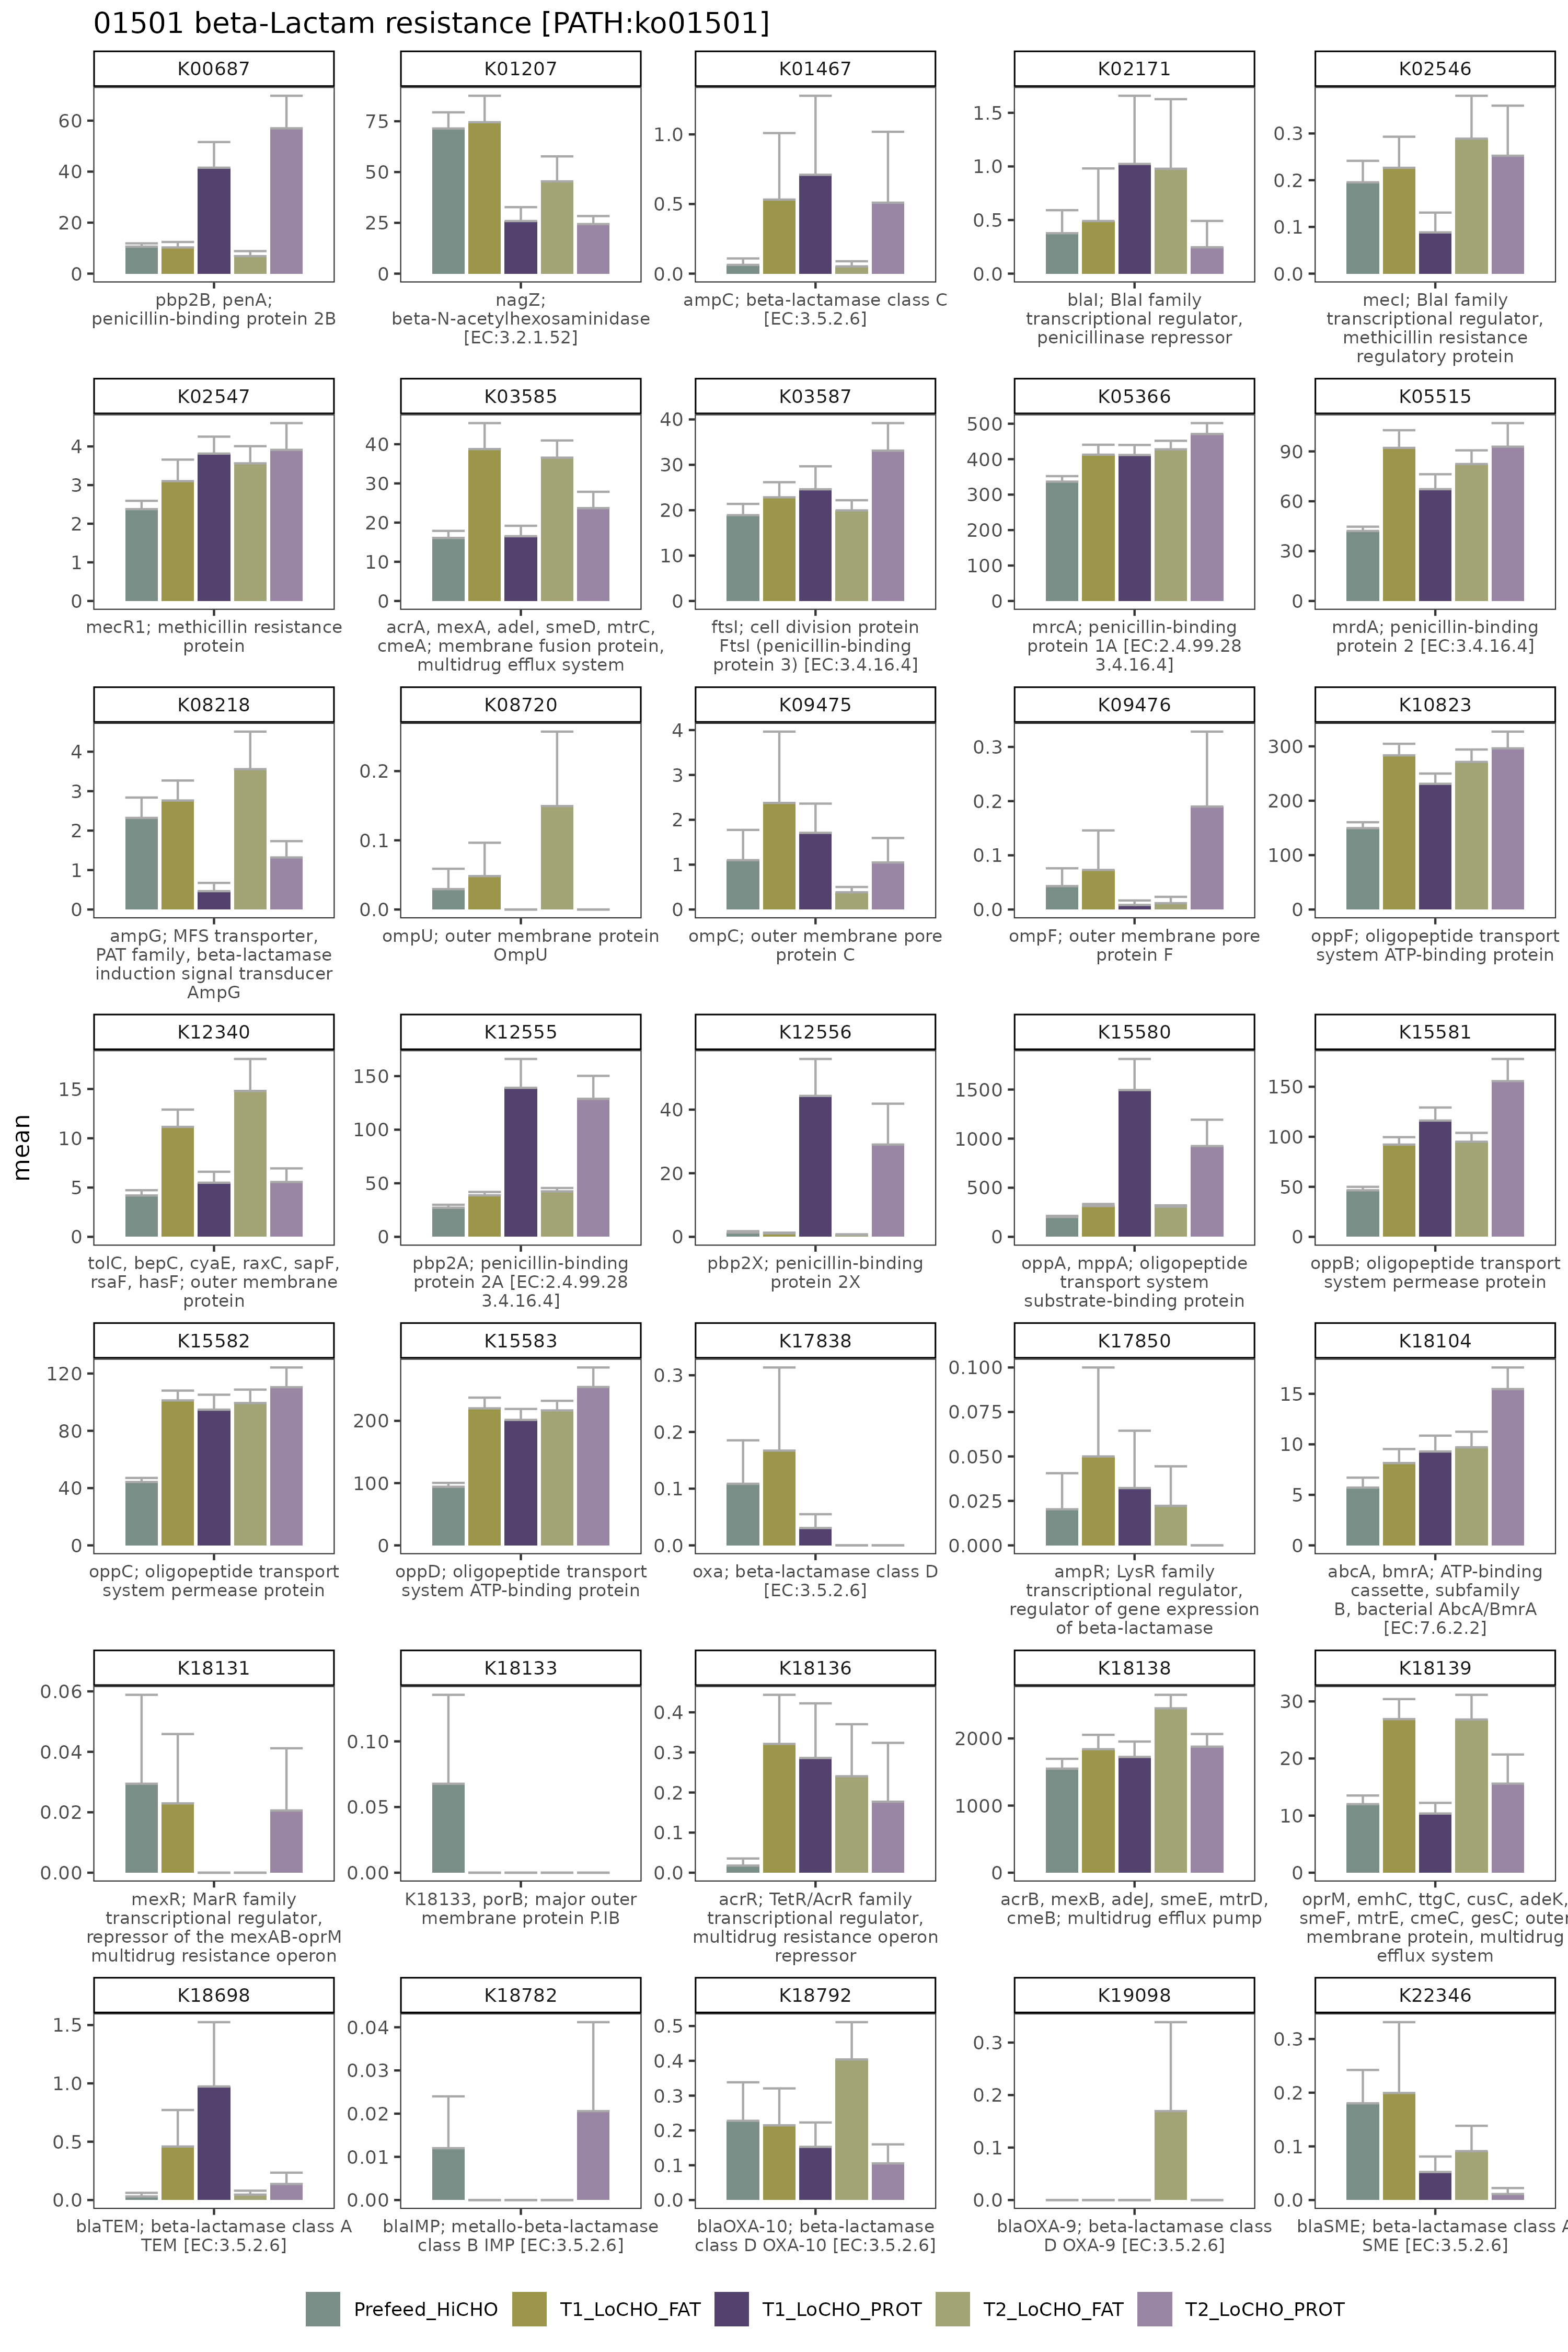 01501 beta-Lactam resistance [PATH:ko01501]
K00687
K01207
K01467
K02171
K02546
60
40
20
0
75
50
25
0
1.0
0.5
0.0
1.5
1.0
0.5
0.0
0.3
0.2
0.1
0.0
pbp2B, penA;
penicillin-binding protein 2B
nagZ;
beta-N-acetylhexosaminidase
[EC:3.2.1.52]
ampC; beta-lactamase class C
[EC:3.5.2.6]
blaI; BlaI family
transcriptional regulator,
penicillinase repressor
mecI; BlaI family
transcriptional regulator,
methicillin resistance
regulatory protein
K02547
K03585
K03587
K05366
K05515
4
3
2
1
0
40
30
20
10
0
40
30
20
10
0
500
400
300
200
100
0
90
60
30
0
mecR1; methicillin resistance
protein
acrA, mexA, adeI, smeD, mtrC,
cmeA; membrane fusion protein,
multidrug efflux system
ftsI; cell division protein
FtsI (penicillin-binding
protein 3) [EC:3.4.16.4]
mrcA; penicillin-binding
protein 1A [EC:2.4.99.28
3.4.16.4]
mrdA; penicillin-binding
protein 2 [EC:3.4.16.4]
K08218
K08720
K09475
K09476
K10823
4
3
2
1
0
0.2
0.1
0.0
4
3
2
1
0
0.3
0.2
0.1
0.0
300
200
100
0
ampG; MFS transporter,
PAT family, beta-lactamase
induction signal transducer
AmpG
ompU; outer membrane protein
OmpU
ompC; outer membrane pore
protein C
ompF; outer membrane pore
protein F
oppF; oligopeptide transport
system ATP-binding protein
mean
K12340
K12555
K12556
K15580
K15581
15
10
5
0
150
100
50
0
40
20
0
1500
1000
500
0
150
100
50
0
tolC, bepC, cyaE, raxC, sapF,
rsaF, hasF; outer membrane
protein
pbp2A; penicillin-binding
protein 2A [EC:2.4.99.28
3.4.16.4]
pbp2X; penicillin-binding
protein 2X
oppA, mppA; oligopeptide
transport system
substrate-binding protein
oppB; oligopeptide transport
system permease protein
K15582
K15583
K17838
K17850
K18104
120
80
40
0
200
100
0
0.3
0.2
0.1
0.0
0.100
0.075
0.050
0.025
0.000
15
10
5
0
oppC; oligopeptide transport
system permease protein
oppD; oligopeptide transport
system ATP-binding protein
oxa; beta-lactamase class D
[EC:3.5.2.6]
ampR; LysR family
transcriptional regulator,
regulator of gene expression
of beta-lactamase
abcA, bmrA; ATP-binding
cassette, subfamily
B, bacterial AbcA/BmrA
[EC:7.6.2.2]
K18131
K18133
K18136
K18138
K18139
0.06
0.04
0.02
0.00
0.10
0.05
0.00
0.4
0.3
0.2
0.1
0.0
2000
1000
0
30
20
10
0
mexR; MarR family
transcriptional regulator,
repressor of the mexAB-oprM
multidrug resistance operon
K18133, porB; major outer
membrane protein P.IB
acrR; TetR/AcrR family
transcriptional regulator,
multidrug resistance operon
repressor
acrB, mexB, adeJ, smeE, mtrD,
cmeB; multidrug efflux pump
oprM, emhC, ttgC, cusC, adeK,
smeF, mtrE, cmeC, gesC; outer
membrane protein, multidrug
efflux system
K18698
K18782
K18792
K19098
K22346
1.5
1.0
0.5
0.0
0.04
0.03
0.02
0.01
0.00
0.5
0.4
0.3
0.2
0.1
0.0
0.3
0.2
0.1
0.0
0.3
0.2
0.1
0.0
blaTEM; beta-lactamase class A
TEM [EC:3.5.2.6]
blaIMP; metallo-beta-lactamase
class B IMP [EC:3.5.2.6]
blaOXA-10; beta-lactamase
class D OXA-10 [EC:3.5.2.6]
blaOXA-9; beta-lactamase class
D OXA-9 [EC:3.5.2.6]
blaSME; beta-lactamase class A
SME [EC:3.5.2.6]
Prefeed_HiCHO
T1_LoCHO_FAT
T1_LoCHO_PROT
T2_LoCHO_FAT
T2_LoCHO_PROT